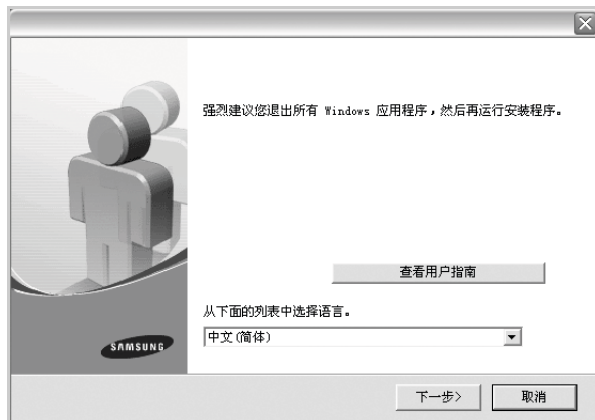 强烈建议您退出所有 Windows 应用程序，然后再运行安装程序。
查看用户指南
从下面的列表中选择语言。
中文(简体)
SAMSUNG
下一步>
取消